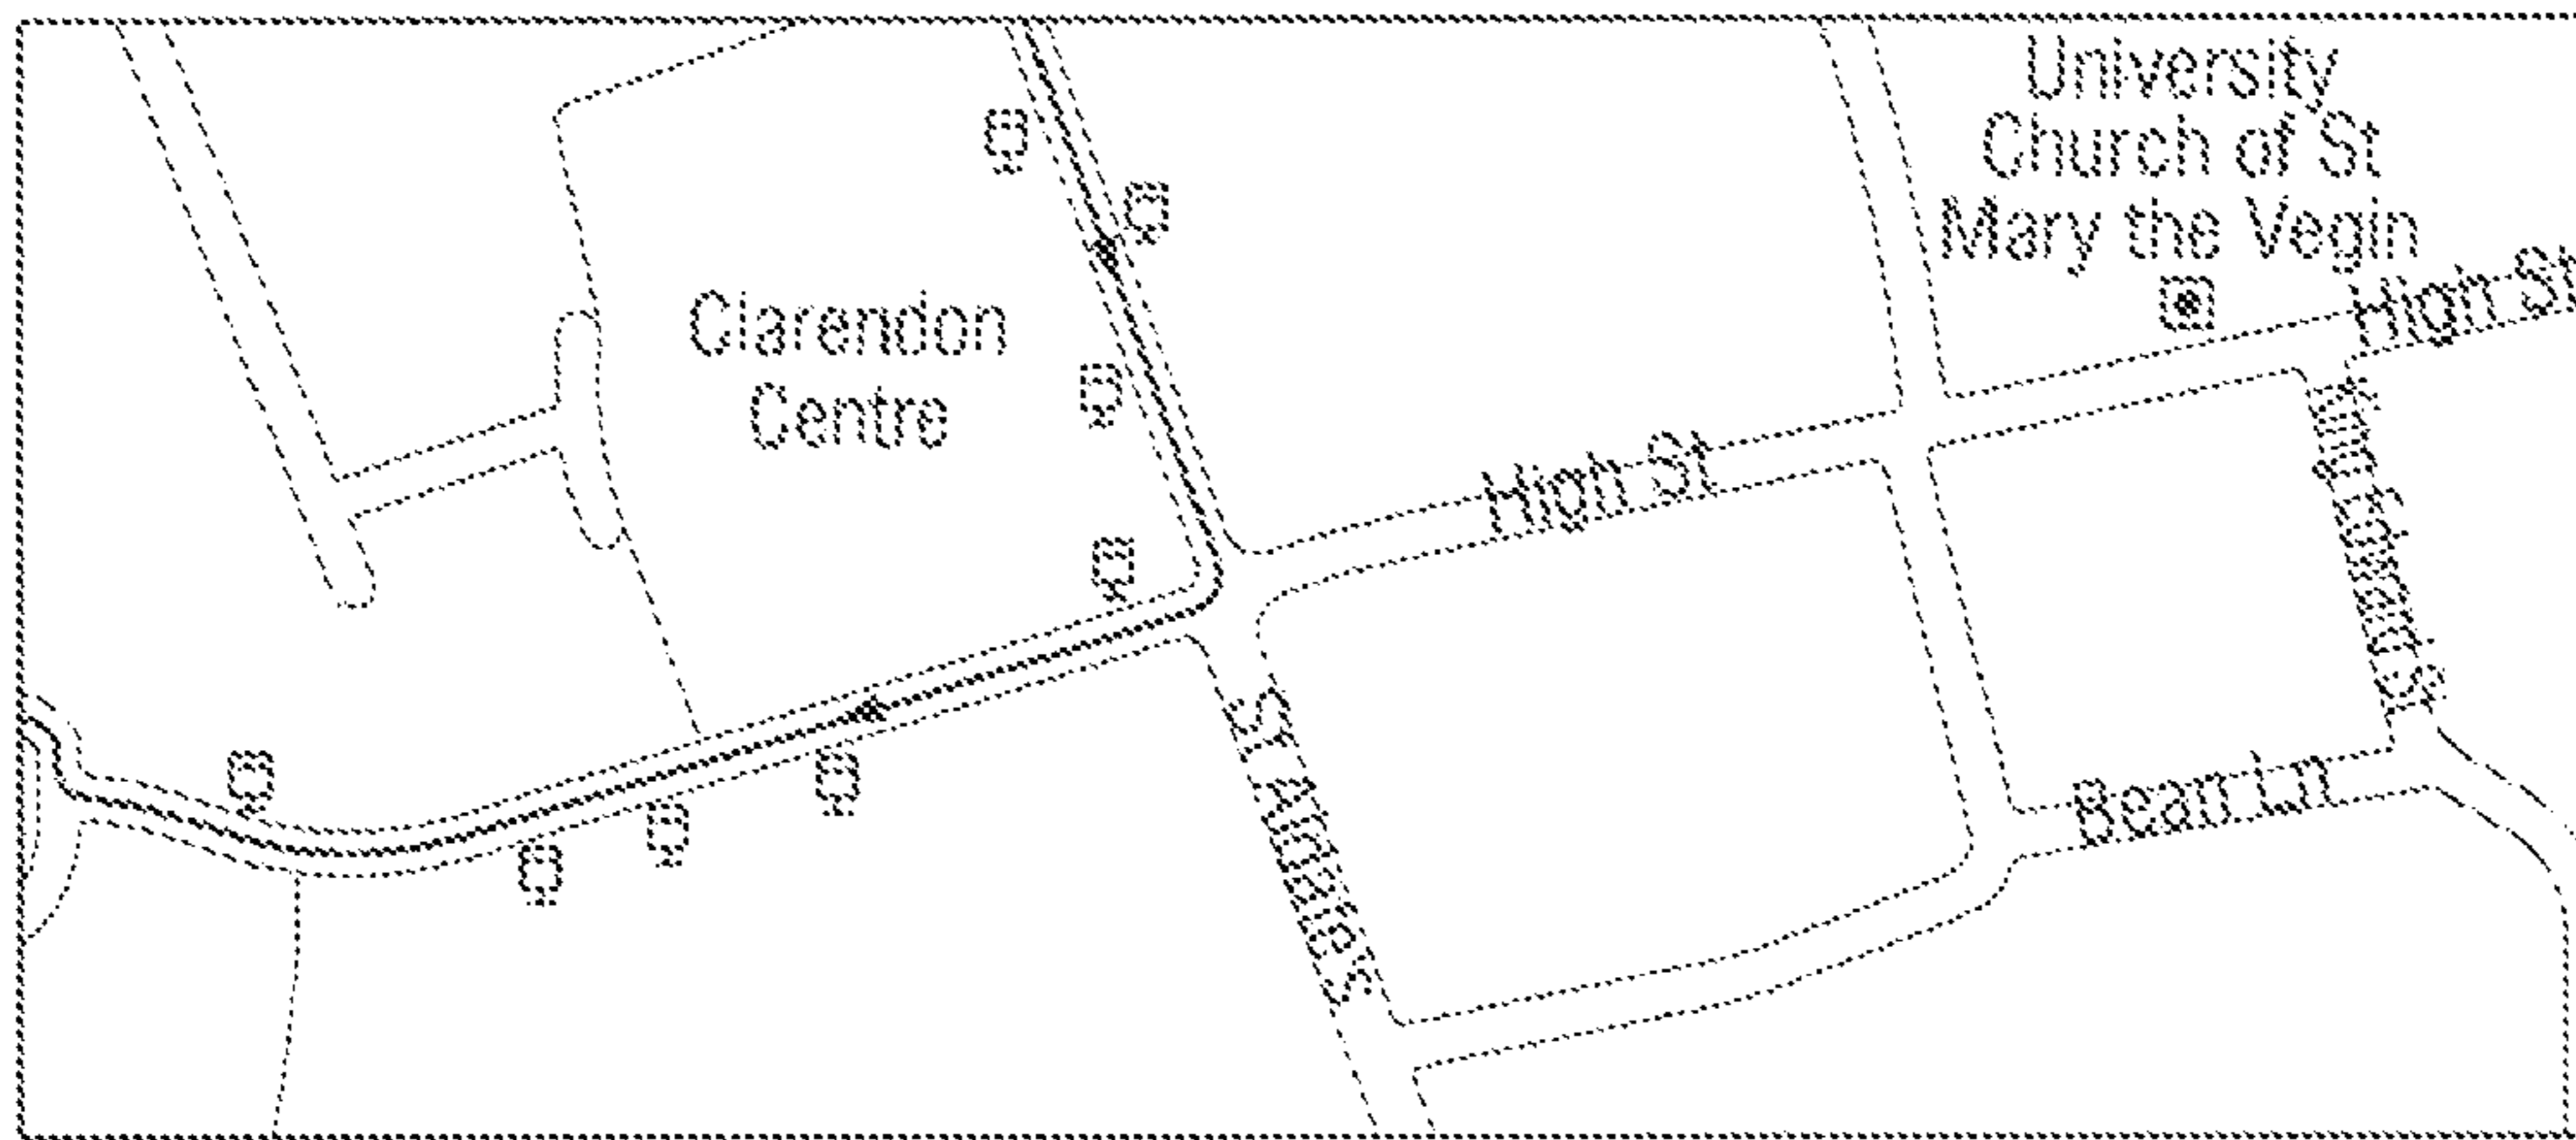 University
Church of St
Mary the Vegin
High St
Clarendon
Centre
High St
King Edward St
Bear Ln
ST Aldates